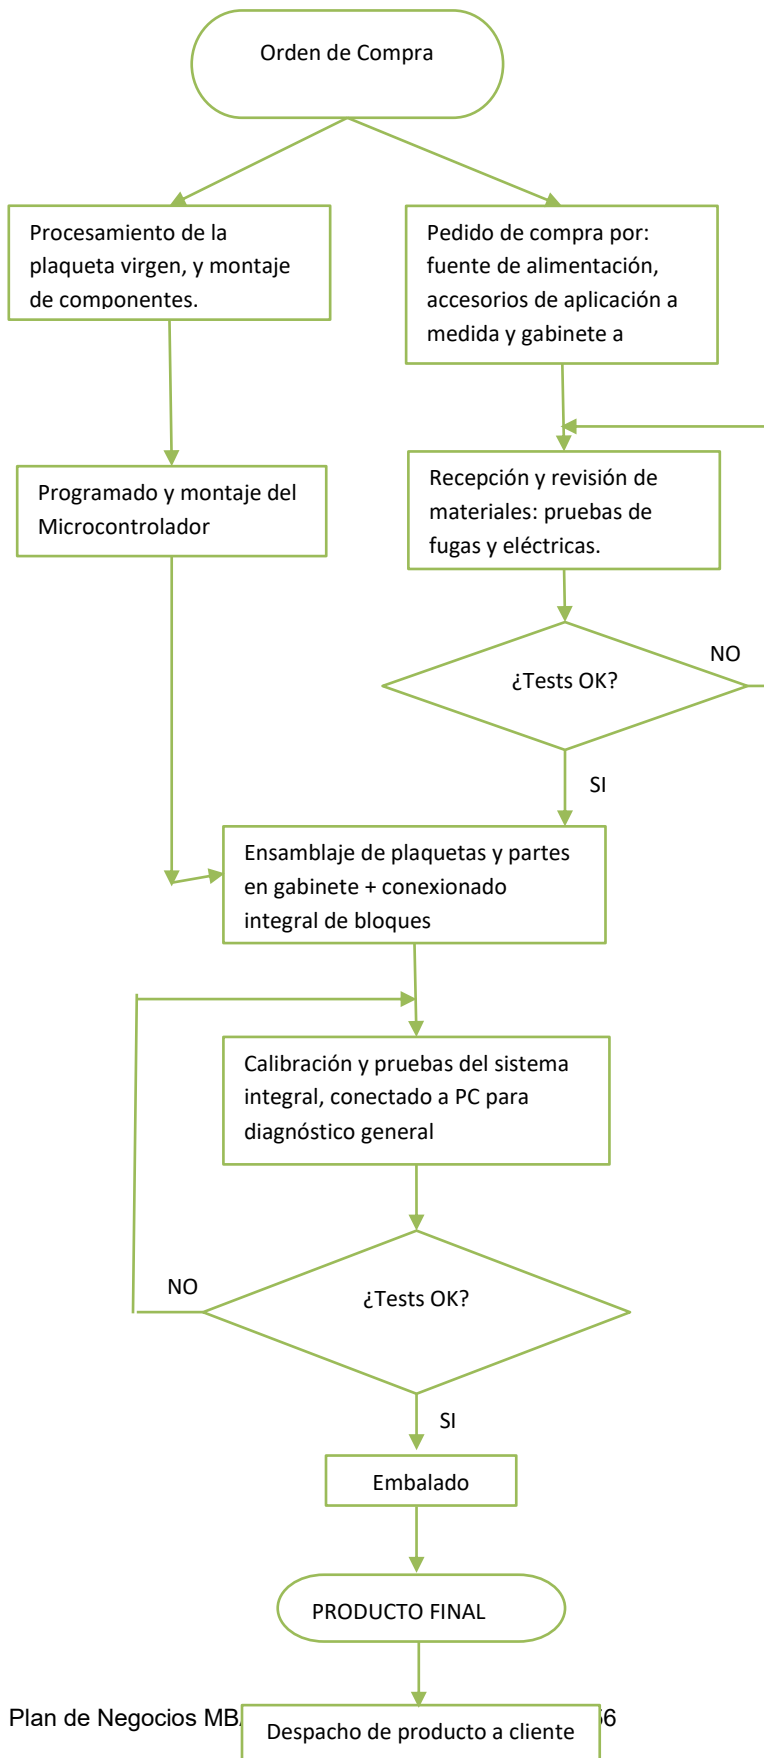 Orden de Compra
Procesamiento de la
plaqueta virgen, y montaje
de componentes.
Pedido de compra por:
fuente de alimentación,
accesorios de aplicación a
medida y gabinete a
Programado y montaje del
Microcontrolador
Recepción y revisión de
materiales: pruebas de
fugas y eléctricas.
¿Tests OK?
NO
SI
Ensamblaje de plaquetas y partes
en gabinete + conexionado
integral de bloques
Calibración y pruebas del sistema
integral, conectado a PC para
diagnóstico general
¿Tests OK?
NO
SI
Embalado
PRODUCTO FINAL
Plan de Negocios
Despacho de producto a cliente